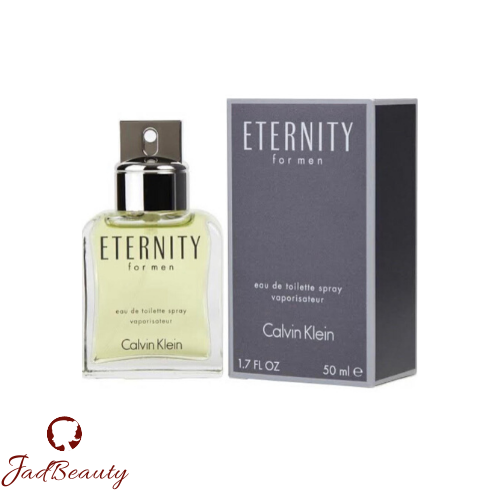 ETERNITY
for men
eau de toilette spray
vaporisateur
Calvin Klein
ETERNITY
for men
eau de toilette spray
vaporisateur
Calvin Klein
1.7 FL OZ 50 ml e
JadBeauty